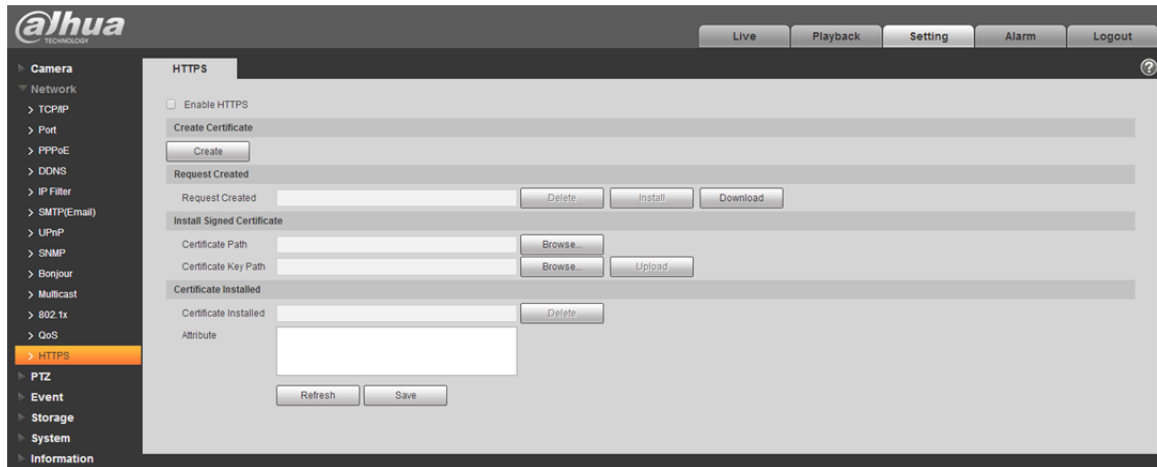 alhua
TECHNOLOGY
Live
Playback
Setting
Alarm
Logout
Camera
Network
> TCP/IP
> Port
> PPPoE
> DDNS
> IP Filter
> SMTP(Email)
> UPnP
> SNMP
> Bonjour
> Multicast
> 802.1x
> QoS
> HTTPS
PTZ
Event
Storage
System
Information
HTTPS
?
Enable HTTPS
Create Certificate
Create
Request Created
Request Created Delete Install Download
Install Signed Certificate
Certificate Path Browse...
Certificate Key Path Browse... Upload
Certificate Installed
Certificate Installed Delete
Attribute
Refresh Save